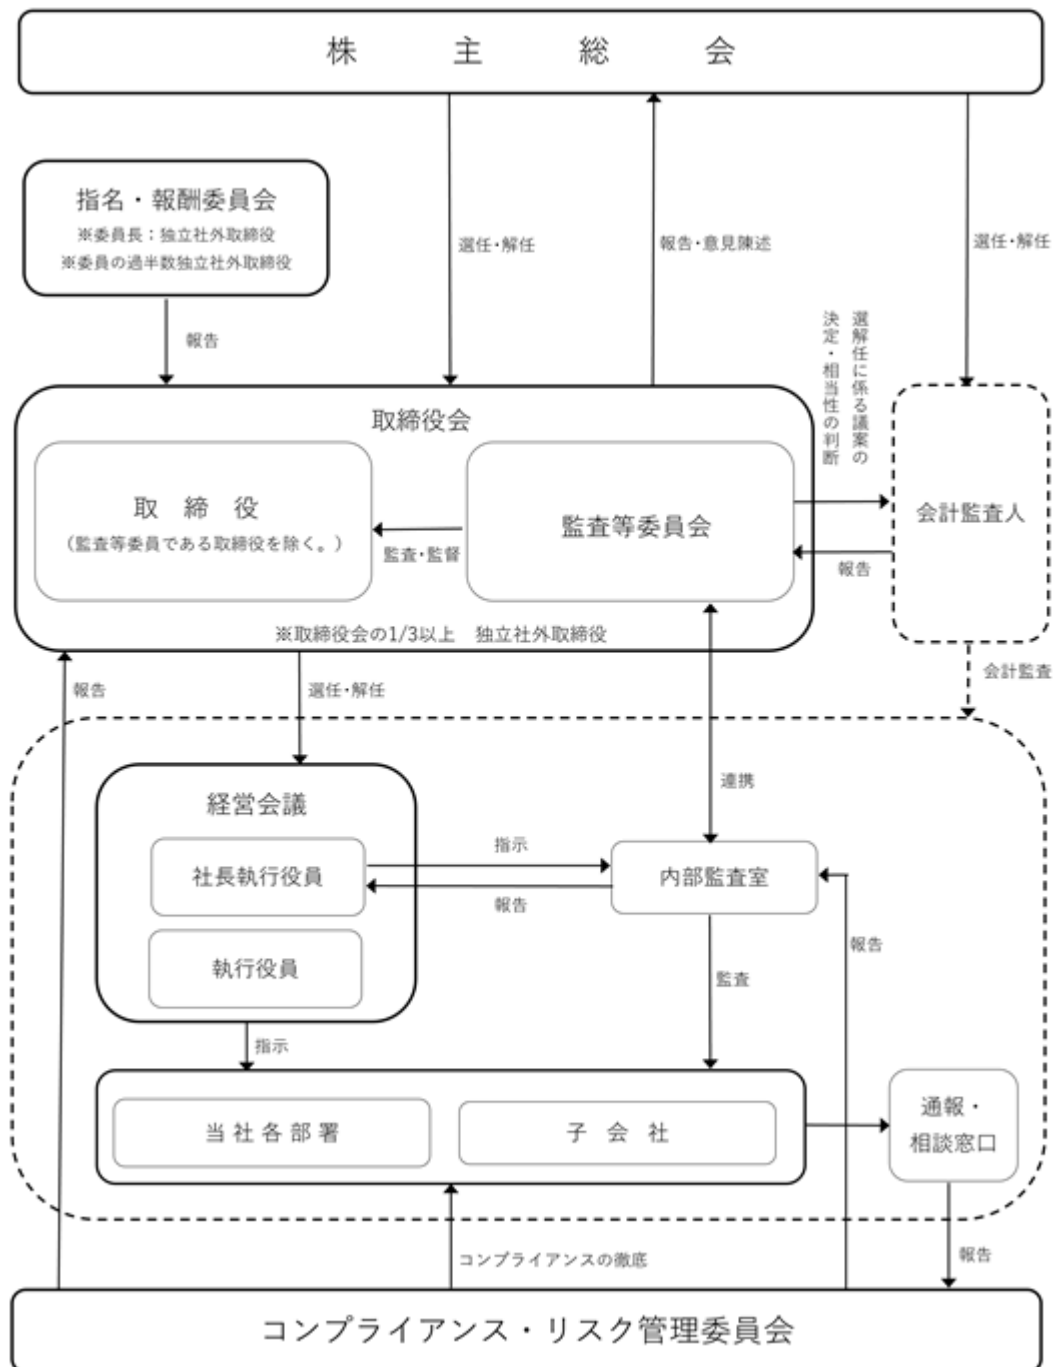 株主総会
指名・報酬委員会
※委員長：独立社外取締役
※委員の過半数独立社外取締役
選任・解任
報告・意見陳述
選任・解任
報告
選解任に係る議案の
決定・相当性の判断
取締役会
取締役
（監査等委員である取締役を除く。）
監査・監督
監査等委員会
会計監査人
報告
※取締役会の1/3以上　独立社外取締役
会計監査
報告
選任・解任
連携
経営会議
社長執行役員
執行役員
指示
報告
内部監査室
報告
監査
指示
当社各部署
子会社
通報・
相談窓口
コンプライアンスの徹底
報告
コンプライアンス・リスク管理委員会